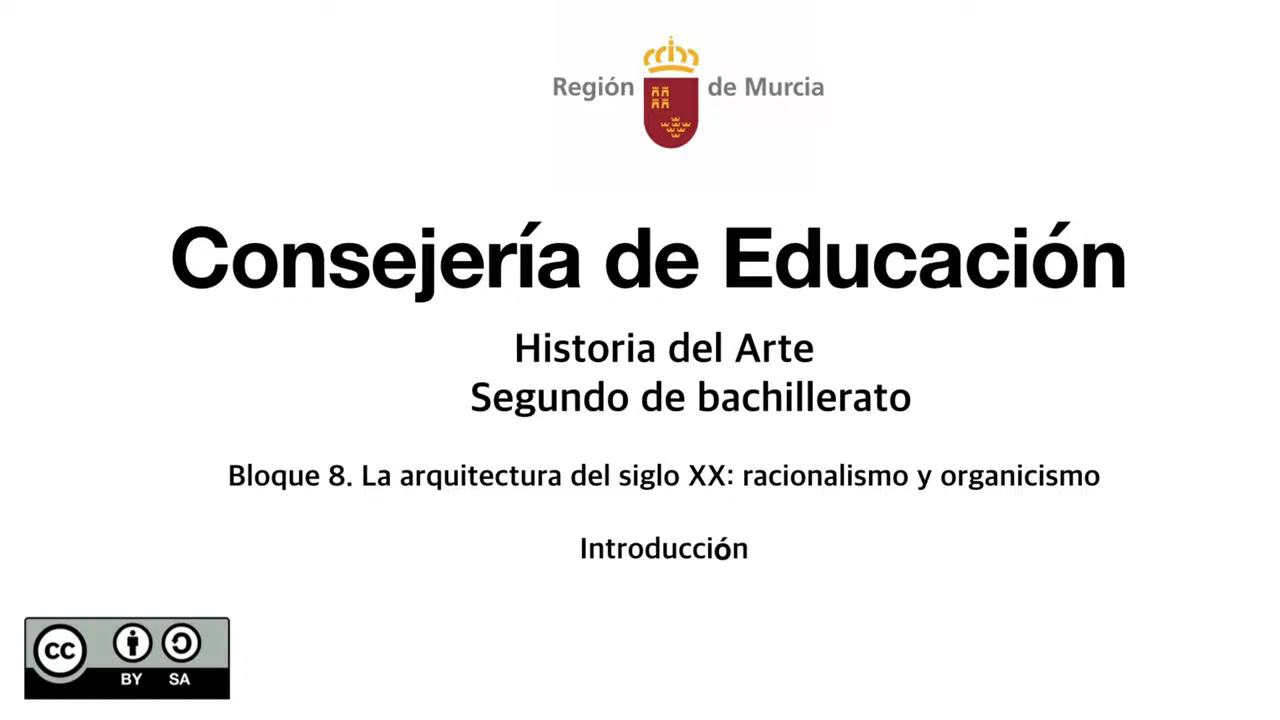 Región de Murcia
Consejería de Educación
Historia del Arte
Segundo de bachillerato
Bloque 8. La arquitectura del siglo XX: racionalismo y organicismo
Introducción
CC BY SA